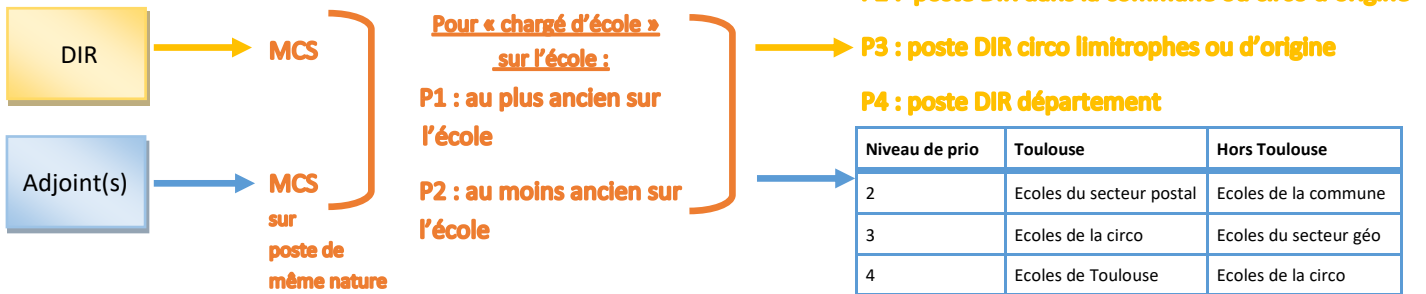 DIR
MCS
Adjoint(s)
MCS
sur
poste de
même nature
Pour « chargé d'école »
sur l'école :
P1 : au plus ancien sur
l'école
P2 : au moins ancien sur
l'école
P3 : poste DIR circo limitrophes ou d'origine
P4 : poste DIR département
Niveau de prio Toulouse Hors Toulouse
2 Ecoles du secteur postal Ecoles de la commune
3 Ecoles de la circo Ecoles du secteur géo
4 Ecoles de Toulouse Ecoles de la circo